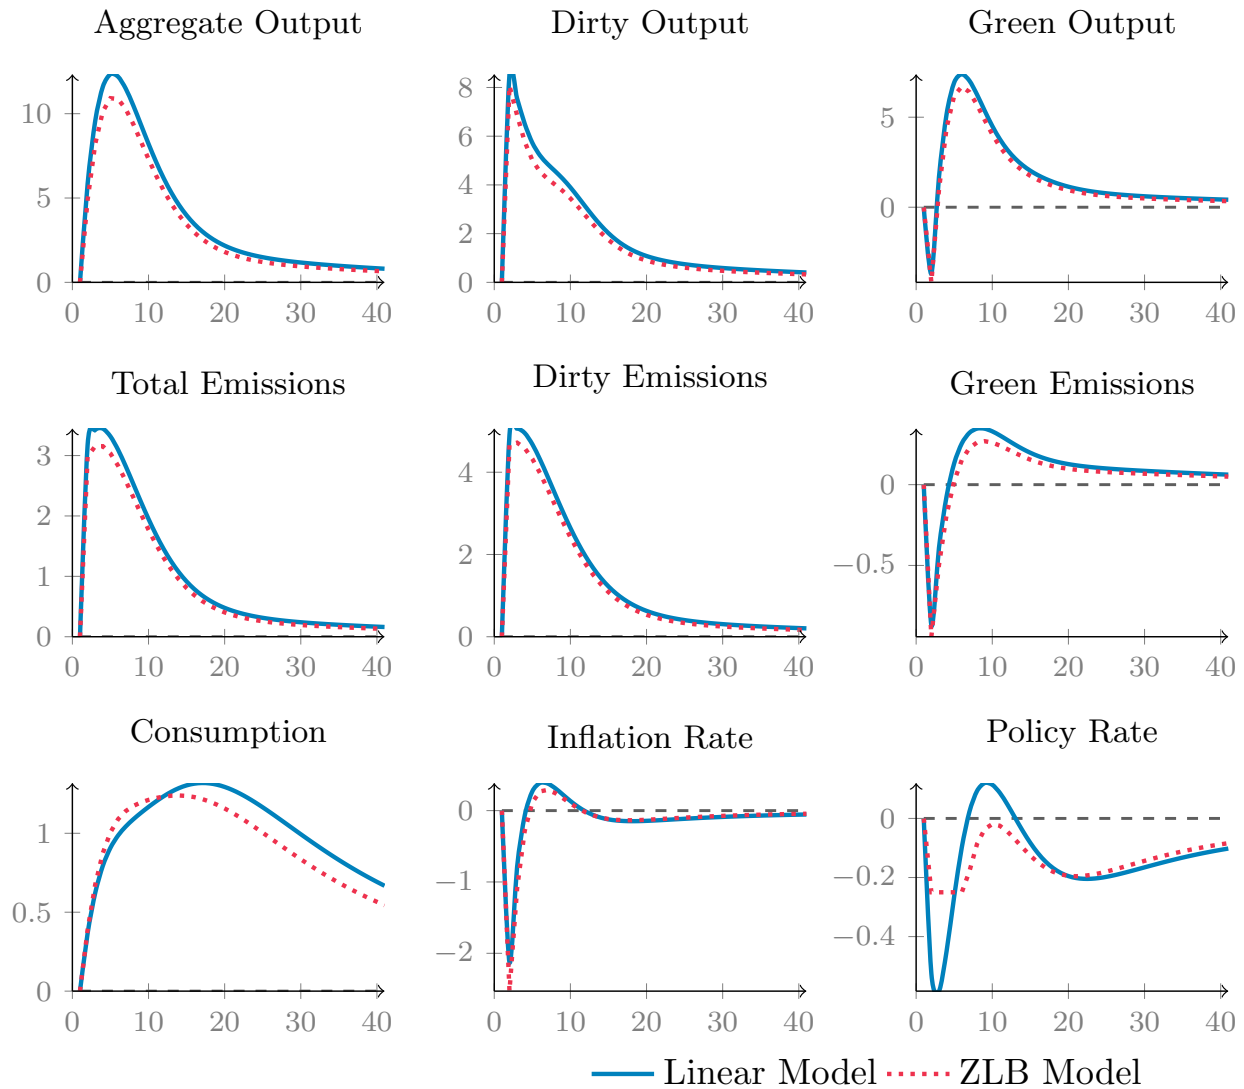 Aggregate Output
Dirty Output
Green Output
10
5
0
0 10 20 30 40
8
6
4
2
0
0 10 20 30 40
5
0
0 10 20 30 40
Total Emissions
Dirty Emissions
Green Emissions
3
2
1
0
0 10 20 30 40
4
2
0
0 10 20 30 40
0
−0.5
0 10 20 30 40
Consumption
Inflation Rate
Policy Rate
1
0.5
0
0 10 20 30 40
0
−1
−2
0 10 20 30 40
0
−0.2
−0.4
0 10 20 30 40
Linear Model ZLB Model